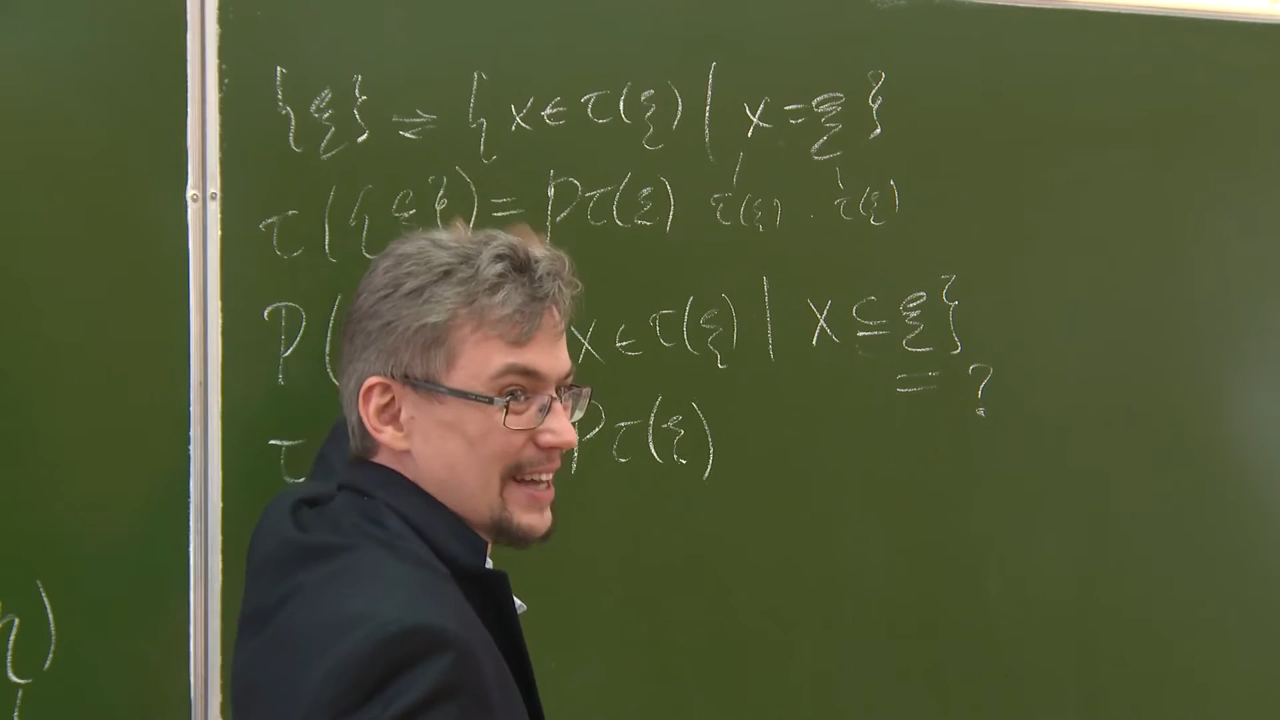 {ξ} ⇌ {x ∈ τ(ξ) | x = ξ}
τ({ξ}) = Pτ(ξ) τ(ξ) . τ(ξ)
P( x ∈ τ(ξ) | x ⊆ ξ}
= ?
τ Pτ(ξ)